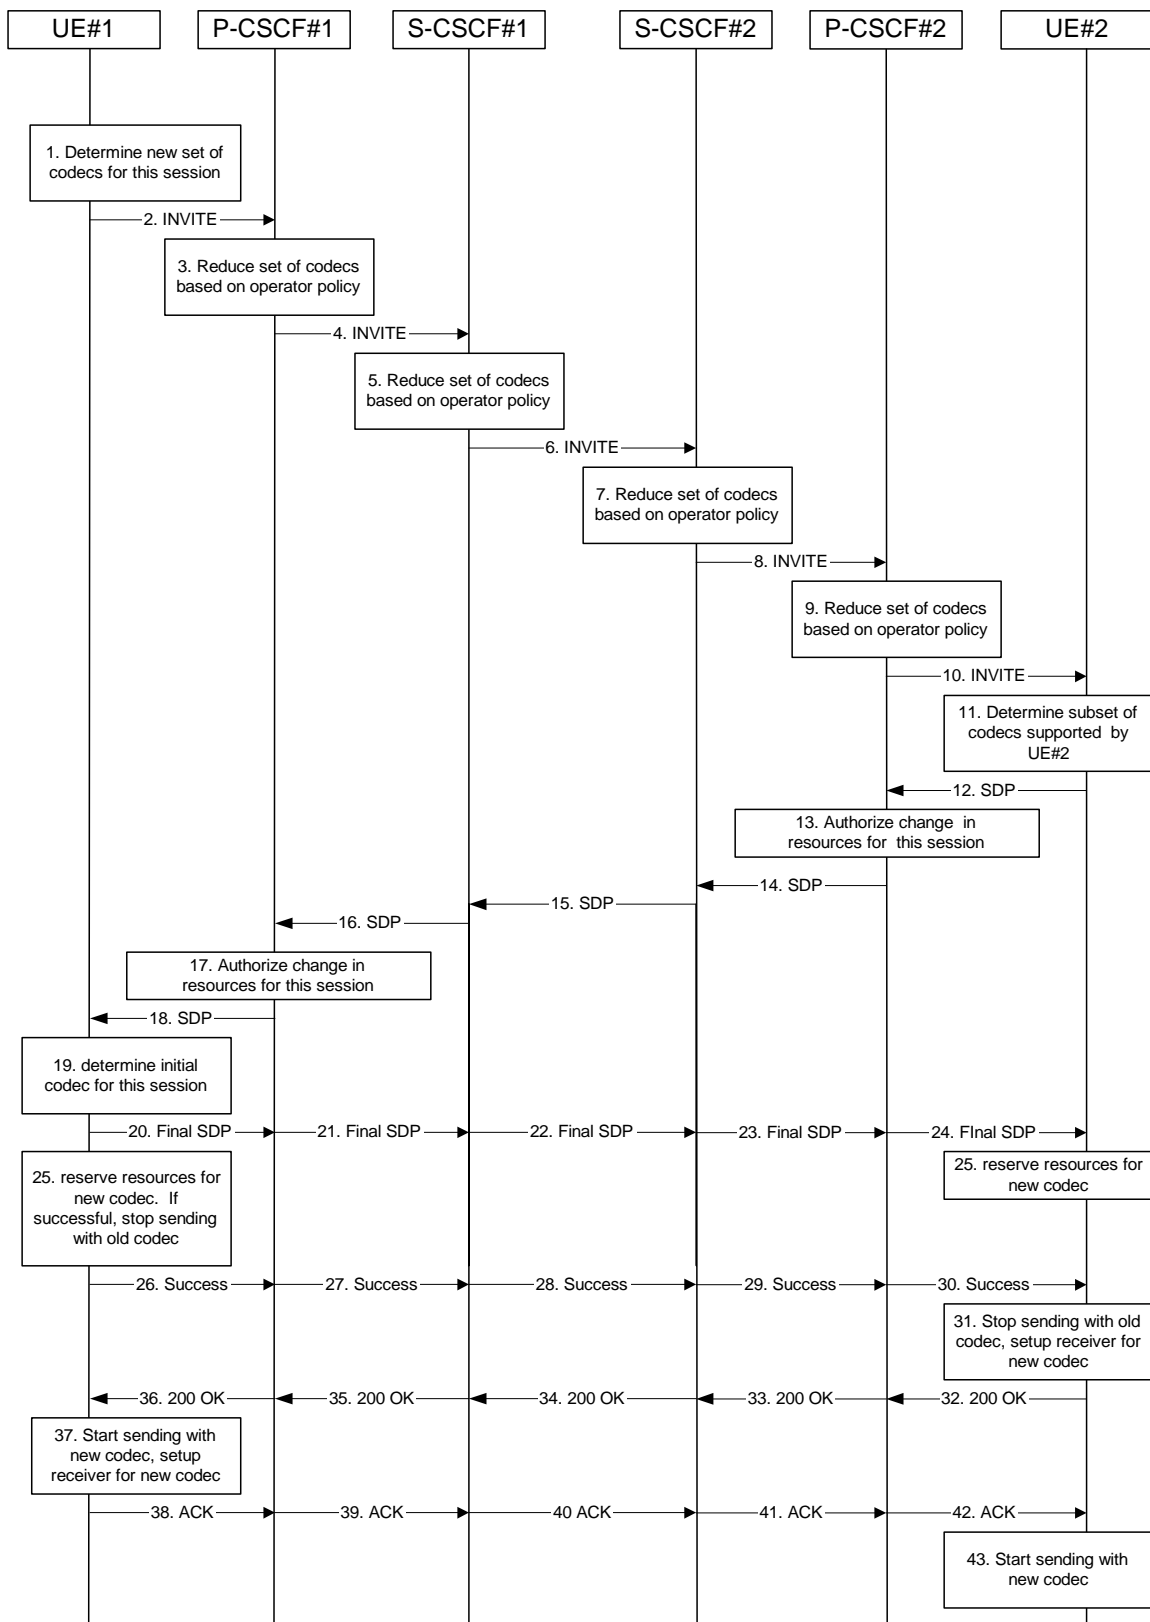 UE#1
P-CSCF#1
S-CSCF#1
S-CSCF#2
P-CSCF#2
UE#2
1. Determine new set of
codecs for this session
2. INVITE
3. Reduce set of codecs
based on operator policy
4. INVITE
5. Reduce set of codecs
based on operator policy
6. INVITE
7. Reduce set of codecs
based on operator policy
8. INVITE
9. Reduce set of codecs
based on operator policy
10. INVITE
11. Determine subset of
codecs supported by
UE#2
12. SDP
13. Authorize change in
resources for this session
14. SDP
15. SDP
16. SDP
17. Authorize change in
resources for this session
18. SDP
19. determine initial
codec for this session
20. Final SDP
21. Final SDP
22. Final SDP
23. Final SDP
24. FInal SDP
25. reserve resources for
new codec. If
successful, stop sending
with old codec
25. reserve resources for
new codec
26. Success
27. Success
28. Success
29. Success
30. Success
31. Stop sending with old
codec, setup receiver for
new codec
36. 200 OK
35. 200 OK
34. 200 OK
33. 200 OK
32. 200 OK
37. Start sending with
new codec, setup
receiver for new codec
38. ACK
39. ACK
40 ACK
41. ACK
42. ACK
43. Start sending with
new codec